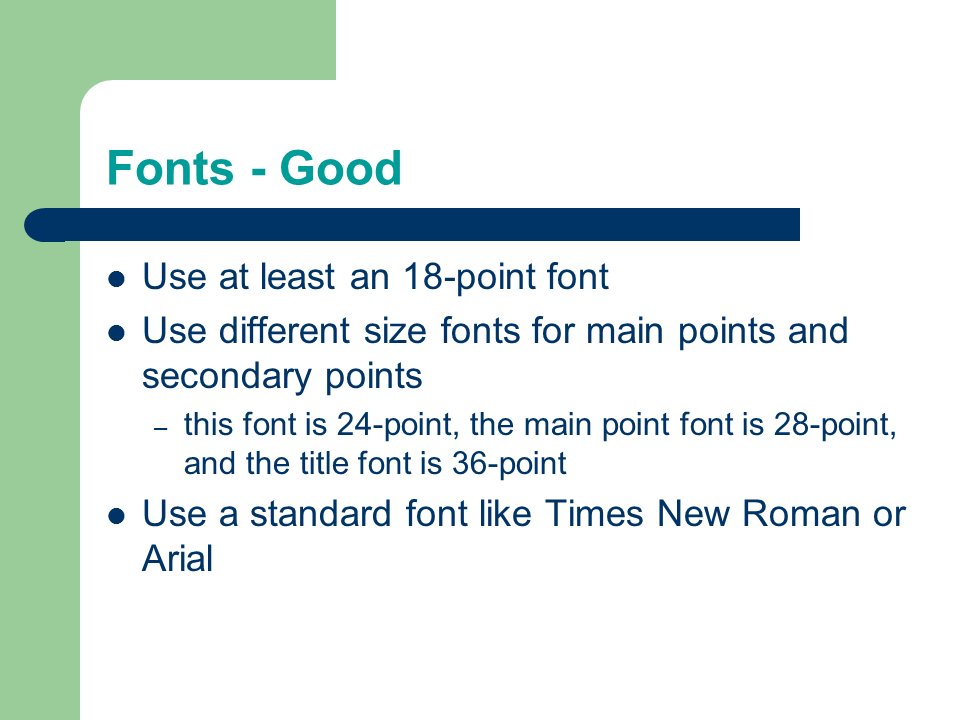 Fonts - Good
● Use at least an 18-point font
● Use different size fonts for main points and
secondary points
– this font is 24-point, the main point font is 28-point,
and the title font is 36-point
● Use a standard font like Times New Roman or
Arial